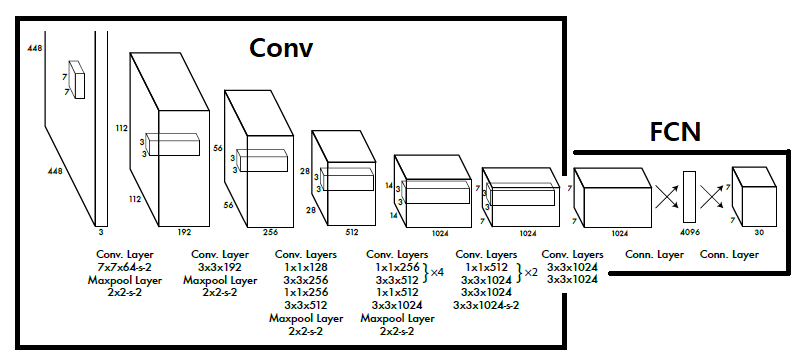 Conv
FCN
448
448
7
7
3
112
112
3
3
192
56
56
3
3
256
28
28
3
3
512
14
14
3
3
1024
7
7
3
3
1024
7
7
1024
4096
7
7
30
Conv. Layer
7x7x64-s-2
Maxpool Layer
2x2-s-2
Conv. Layer
3x3x192
Maxpool Layer
2x2-s-2
Conv. Layers
1x1x128
3x3x256
1x1x256
3x3x512
Maxpool Layer
2x2-s-2
Conv. Layers
1x1x256
3x3x512
}×4
1x1x512
3x3x1024
Maxpool Layer
2x2-s-2
Conv. Layers
1x1x512
3x3x1024
}×2
3x3x1024
3x3x1024-s-2
Conv. Layers
3x3x1024
3x3x1024
Conn. Layer
Conn. Layer